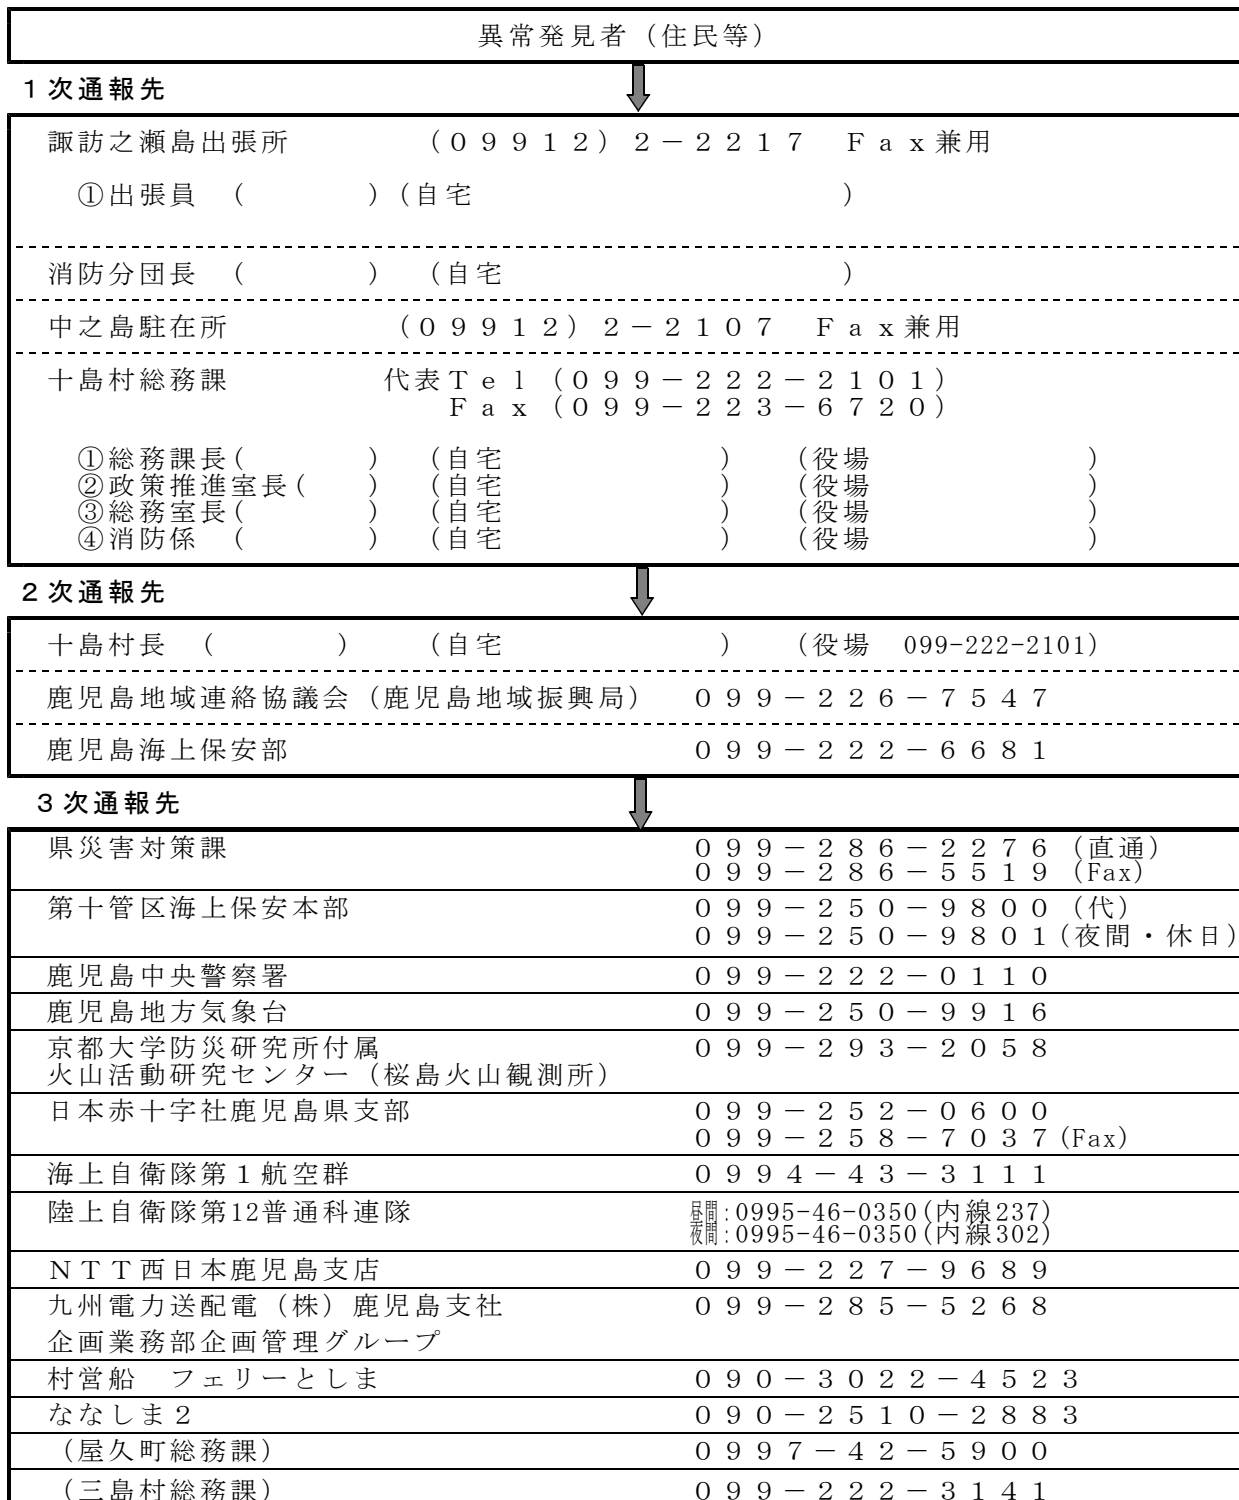 異常発見者（住民等）
１次通報先
諏訪之瀬島出張所　（０９９１２）２－２２１７　Ｆａｘ兼用
①出張員　（　　　）（自宅　　　　　　）
消防分団長　（　　　）　（自宅　　　　　　）
中之島駐在所　（０９９１２）２－２１０７　Ｆａｘ兼用
十島村総務課　代表Ｔｅｌ（０９９－２２２－２１０１）
Ｆａｘ（０９９－２２３－６７２０）
①総務課長（　　　）　（自宅　　　　　　）　（役場　　　　　　）
②政策推進室長（　　　）　（自宅　　　　　　）　（役場　　　　　　）
③総務室長（　　　）　（自宅　　　　　　）　（役場　　　　　　）
④消防係　（　　　）　（自宅　　　　　　）　（役場　　　　　　）
２次通報先
十島村長　（　　　）　（自宅　　　　　　）　（役場　099-222-2101）
鹿児島地域連絡協議会（鹿児島地域振興局）　０９９－２２６－７５４７
鹿児島海上保安部　０９９－２２２－６６８１
３次通報先
県災害対策課　０９９－２８６－２２７６（直通）
０９９－２８６－５５１９（Fax）
第十管区海上保安本部　０９９－２５０－９８００（代）
０９９－２５０－９８０１（夜間・休日）
鹿児島中央警察署　０９９－２２２－０１１０
鹿児島地方気象台　０９９－２５０－９９１６
京都大学防災研究所付属　０９９－２９３－２０５８
火山活動研究センター（桜島火山観測所）
日本赤十字社鹿児島県支部　０９９－２５２－０６００
０９９－２５８－７０３７(Fax)
海上自衛隊第１航空群　０９９４－４３－３１１１
陸上自衛隊第12普通科連隊　昼間:0995-46-0350(内線237)
夜間:0995-46-0350(内線302)
ＮＴＴ西日本鹿児島支店　０９９－２２７－９６８９
九州電力送配電（株）鹿児島支社　０９９－２８５－５２６８
企画業務部企画管理グループ
村営船　フェリーとしま　０９０－３０２２－４５２３
ななしま２　０９０－２５１０－２８８３
（屋久町総務課）　０９９７－４２－５９００
（三島村総務課）　０９９－２２２－３１４１